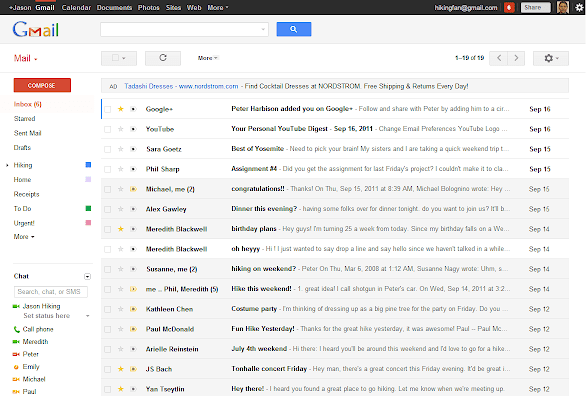 +Jason Gmail Calendar Documents Photos Sites Web More hikingfan@gmail.com 8 Share
Gmail
Mail
More 1–19 of 19
COMPOSE
AD Tadashi Dresses - www.nordstrom.com - Find Cocktail Dresses at NORDSTROM. Free Shipping & Returns Every Day!
Inbox (6)
Starred
Sent Mail
Drafts
Hiking
Home
Receipts
To-Do
Urgent!
More
Google+ Peter Harbison added you on Google+ - Follow and share with Peter by adding him to a cir... Sep 16
YouTube Your Personal YouTube Digest - Sep 16, 2011 - Change Email Preferences YouTube Logo ... Sep 16
Sara Goetz Best of Yosemite - Need to pick your brain! My sisters and I are taking a quick weekend trip t... Sep 15
Phil Sharp Assignment #4 - Did you get the assignment for last Friday's project? I couldn't make it to cla... Sep 15
Michael, me (2) congratulations!! - Thanks! On Thu, Sep 15, 2011 at 8:39 AM, Michael Bolognino wrote: Hey ... Sep 15
Alex Gawley Dinner this evening? - having some folks over for dinner tonight. do you want to join us? It'll b... Sep 15
Meredith Blackwell birthday plans - Hey guys! I'm turning 25 a week from today. Since my birthday falls on a We... Sep 14
Meredith Blackwell oh heyyy - Hi! I just wanted to say drop a line and say hello since we haven't talked in a while... Sep 14
Susanne, me (2) hiking on weekend? - Peter On Thu, Mar 6, 2008 at 1:12 AM, Susanne Nagy wrote: Uhm, s... Sep 14
me .. Phil, Meredith (5) Hike this weekend! - 1. great idea! I call shotgun in Peter's car. On Wed, Sep 14, 2011 at 3:2... Sep 14
Kathleen Chen Costume party - I'm thinking of dressing up as a big pine tree for the party on Friday. Do you ... Sep 12
Paul McDonald Fun Hike Yesterday! - Thanks for the great hike yesterday, it was awesome! Paul -- Paul Mc... Sep 12
Arielle Reinstein July 4th weekend - Hi there: I heard you'll be around this weekend and I'd love to go for a hike... Sep 12
JS Bach Tonhalle concert Friday - Hey man, there's a great concert this Friday evening. It'd be great i... Sep 12
Yan Tseytlin Hey there! - I heard you found a great place to go hiking. Let me know when we're meeting up. Sep 12
Chat
Search, chat, or SMS
Jason Hiking
Set status here
Call phone
Meredith
Peter
Emily
Michael
Paul